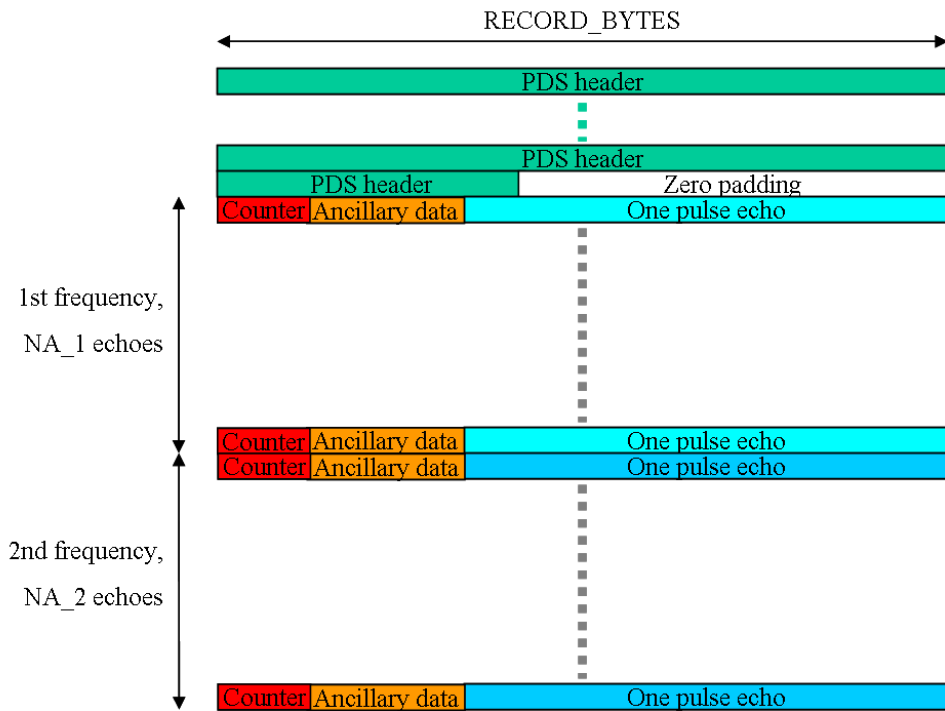 RECORD_BYTES
PDS header
PDS header
PDS header Zero padding
Counter Ancillary data One pulse echo
1st frequency,
NA_1 echoes
Counter Ancillary data One pulse echo
Counter Ancillary data One pulse echo
2nd frequency,
NA_2 echoes
Counter Ancillary data One pulse echo